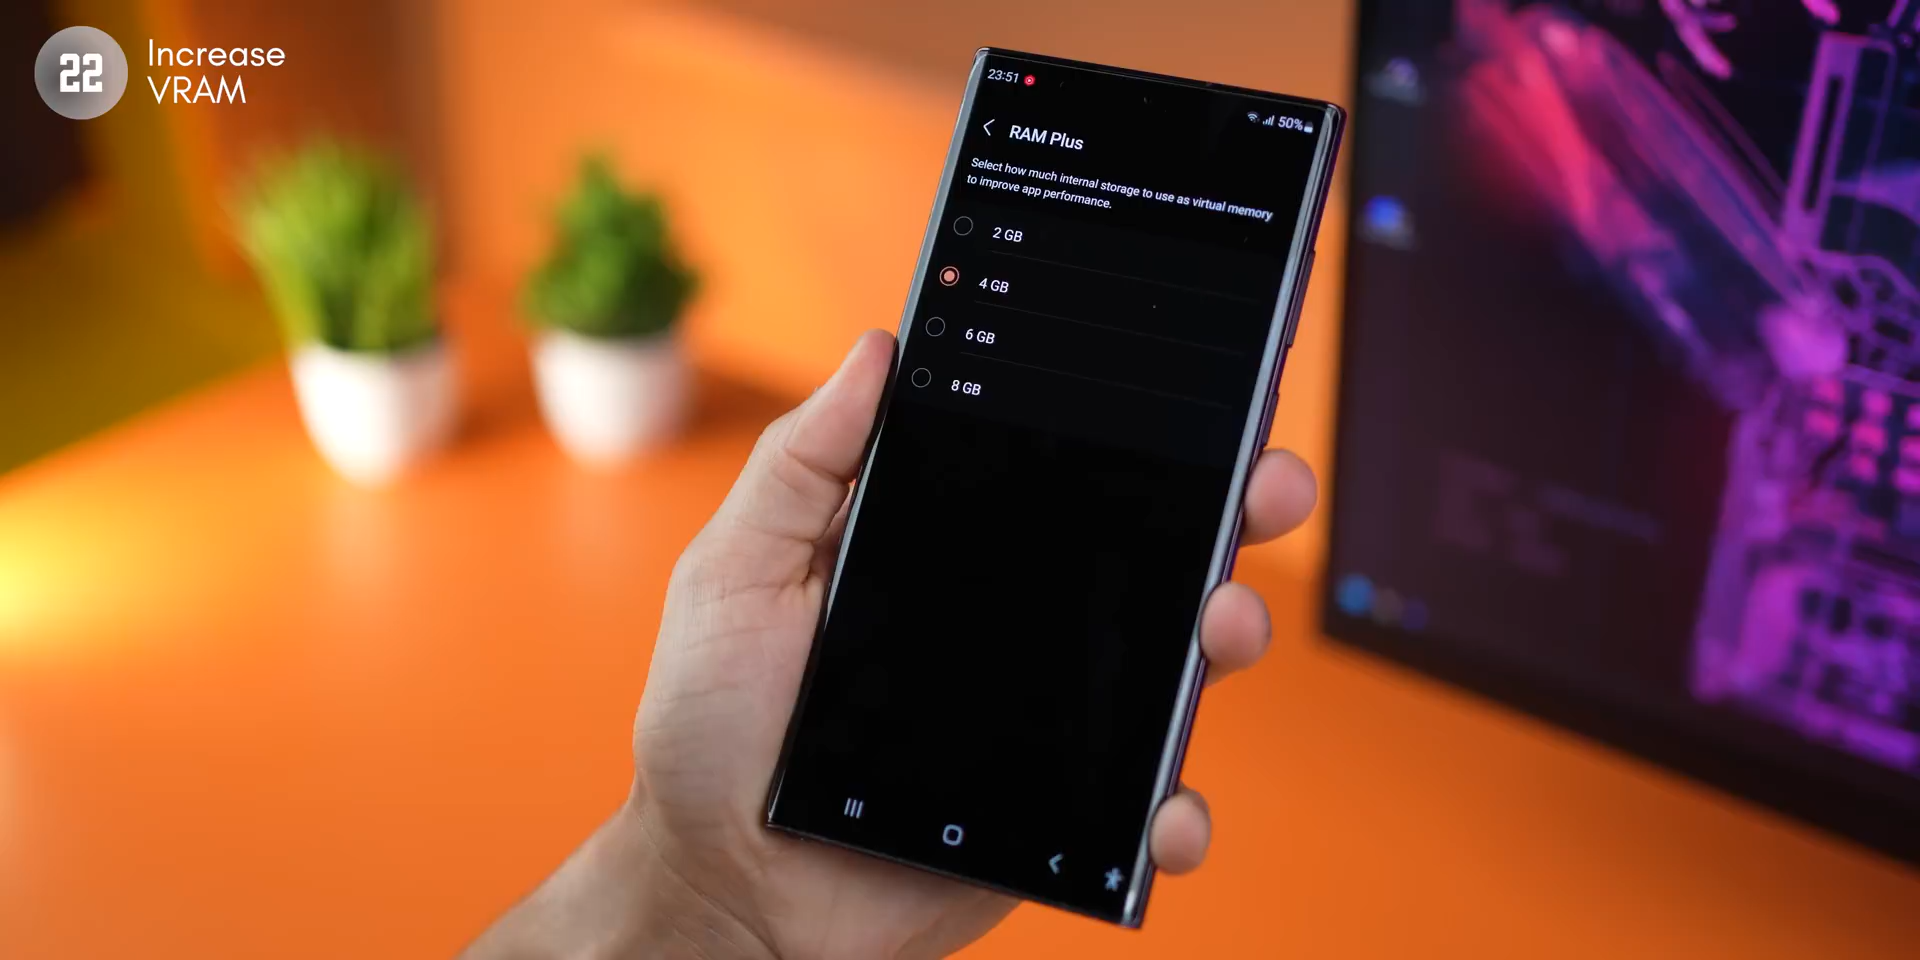 22
Increase
VRAM
23:51
50%
RAM Plus
Select how much internal storage to use as virtual memory
to improve app performance.
2 GB
4 GB
6 GB
8 GB